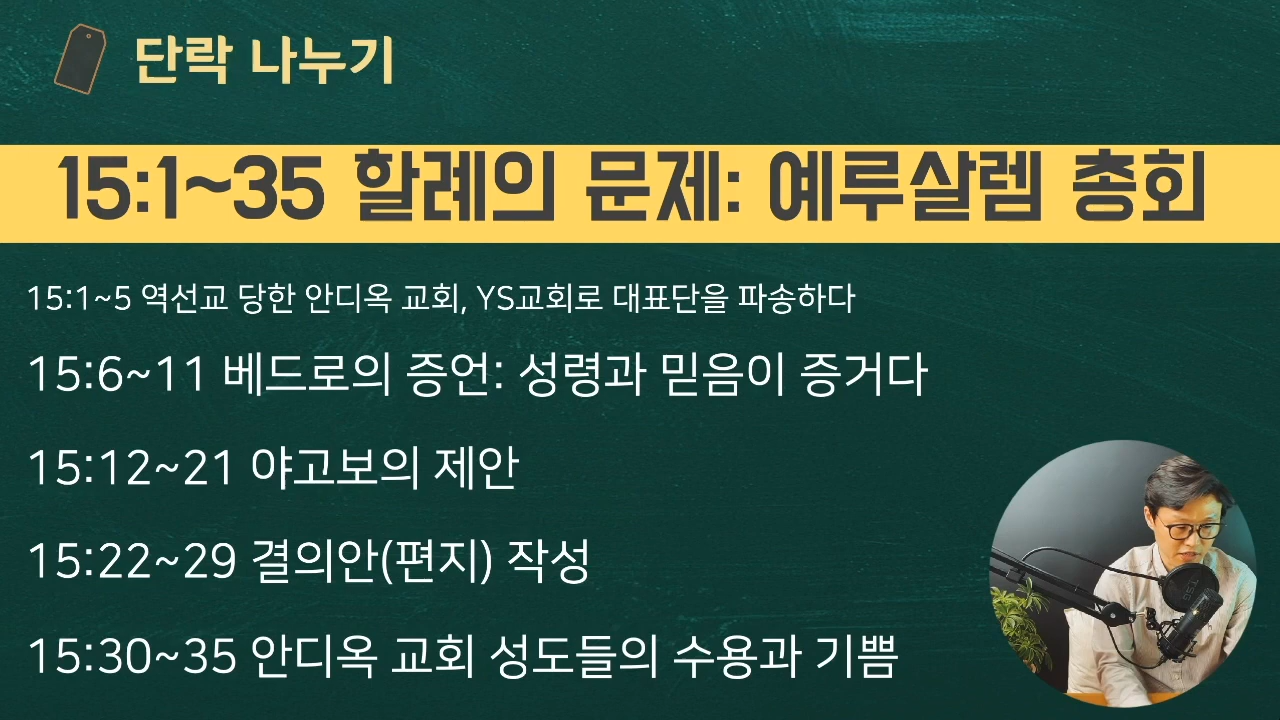 단락 나누기
15:1~35 할례의 문제: 예루살렘 총회
15:1~5 역선교 당한 안디옥 교회, YS교회로 대표단을 파송하다
15:6~11 베드로의 증언: 성령과 믿음이 증거다
15:12~21 야고보의 제안
15:22~29 결의안(편지) 작성
15:30~35 안디옥 교회 성도들의 수용과 기쁨